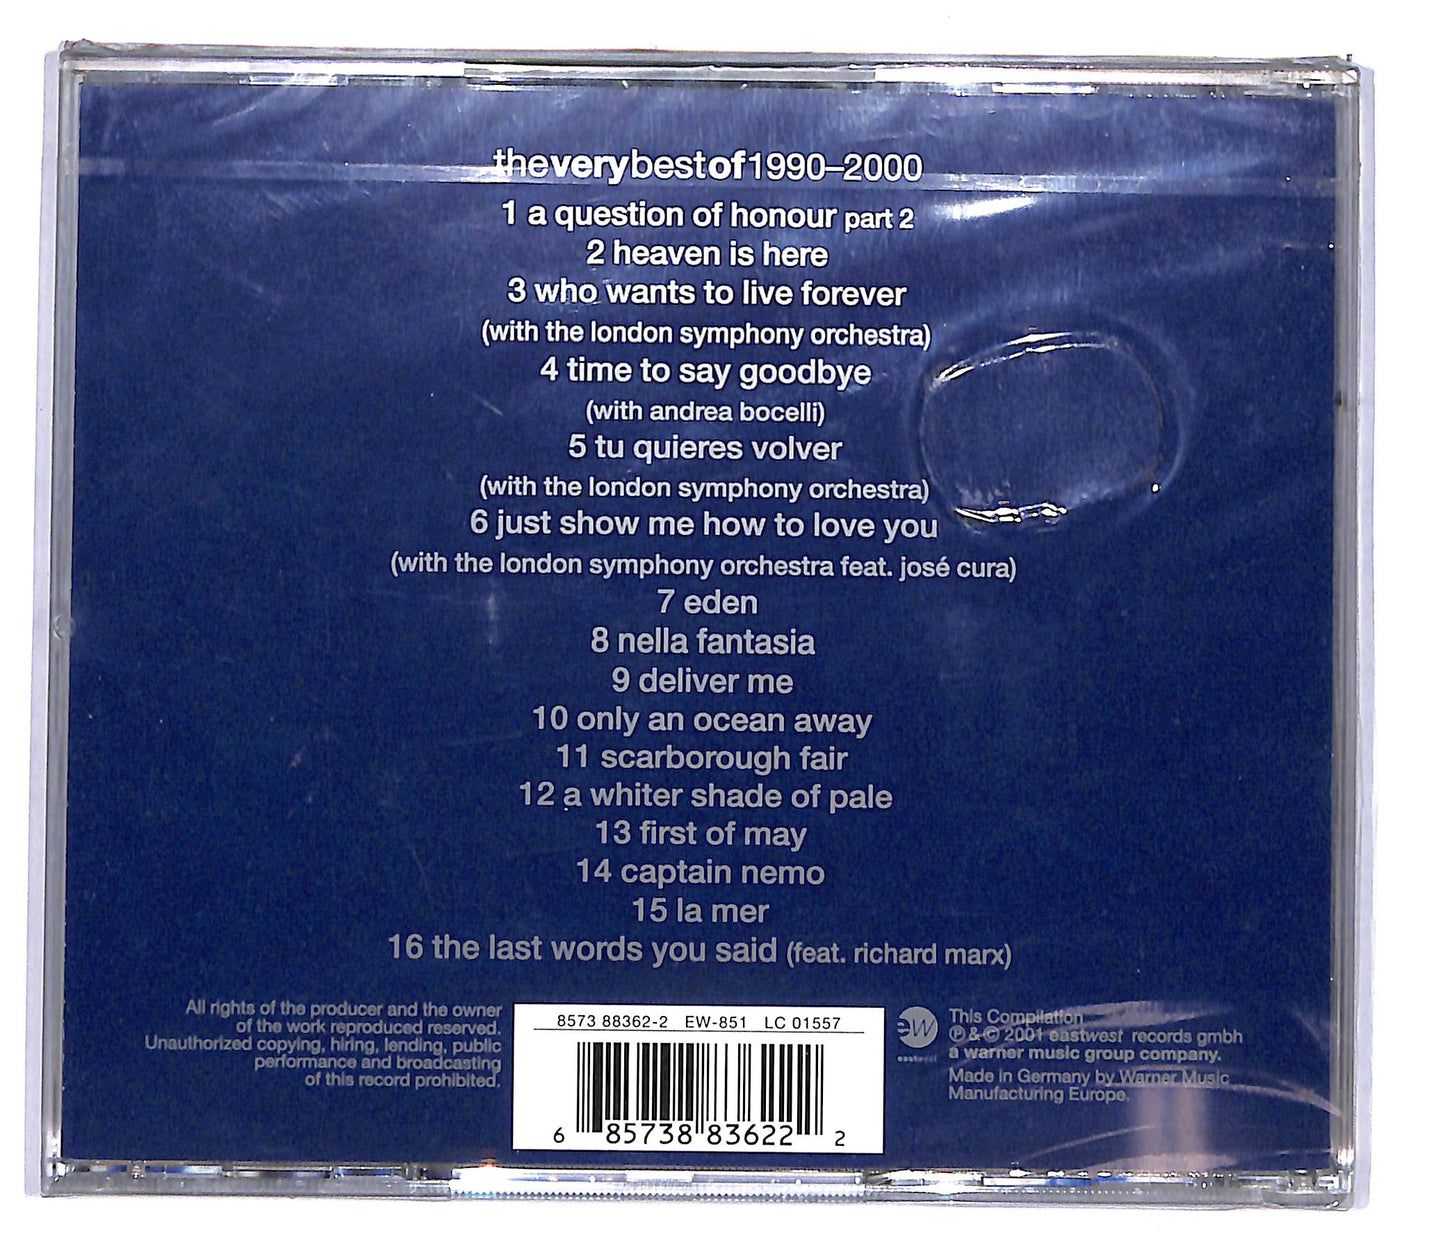 theverybestof1990–2000
1 a question of honour part 2
2 heaven is here
3 who wants to live forever
(with the london symphony orchestra)
4 time to say goodbye
(with andrea bocelli)
5 tu quieres volver
(with the london symphony orchestra)
6 just show me how to love you
(with the london symphony orchestra feat. josé cura)
7 eden
8 nella fantasia
9 deliver me
10 only an ocean away
11 scarborough fair
12 a whiter shade of pale
13 first of may
14 captain nemo
15 la mer
16 the last words you said (feat. richard marx)
All rights of the producer and the owner
of the work reproduced reserved.
Unauthorized copying, hiring, lending, public
performance and broadcasting
of this record prohibited.
8573 88362-2 EW-851 LC 01557
6 85738 83622 2
ew
eastwest
This Compilation
℗ & © 2001 eastwest records gmbh
a warner music group company.
Made in Germany by Warner Music
Manufacturing Europe.